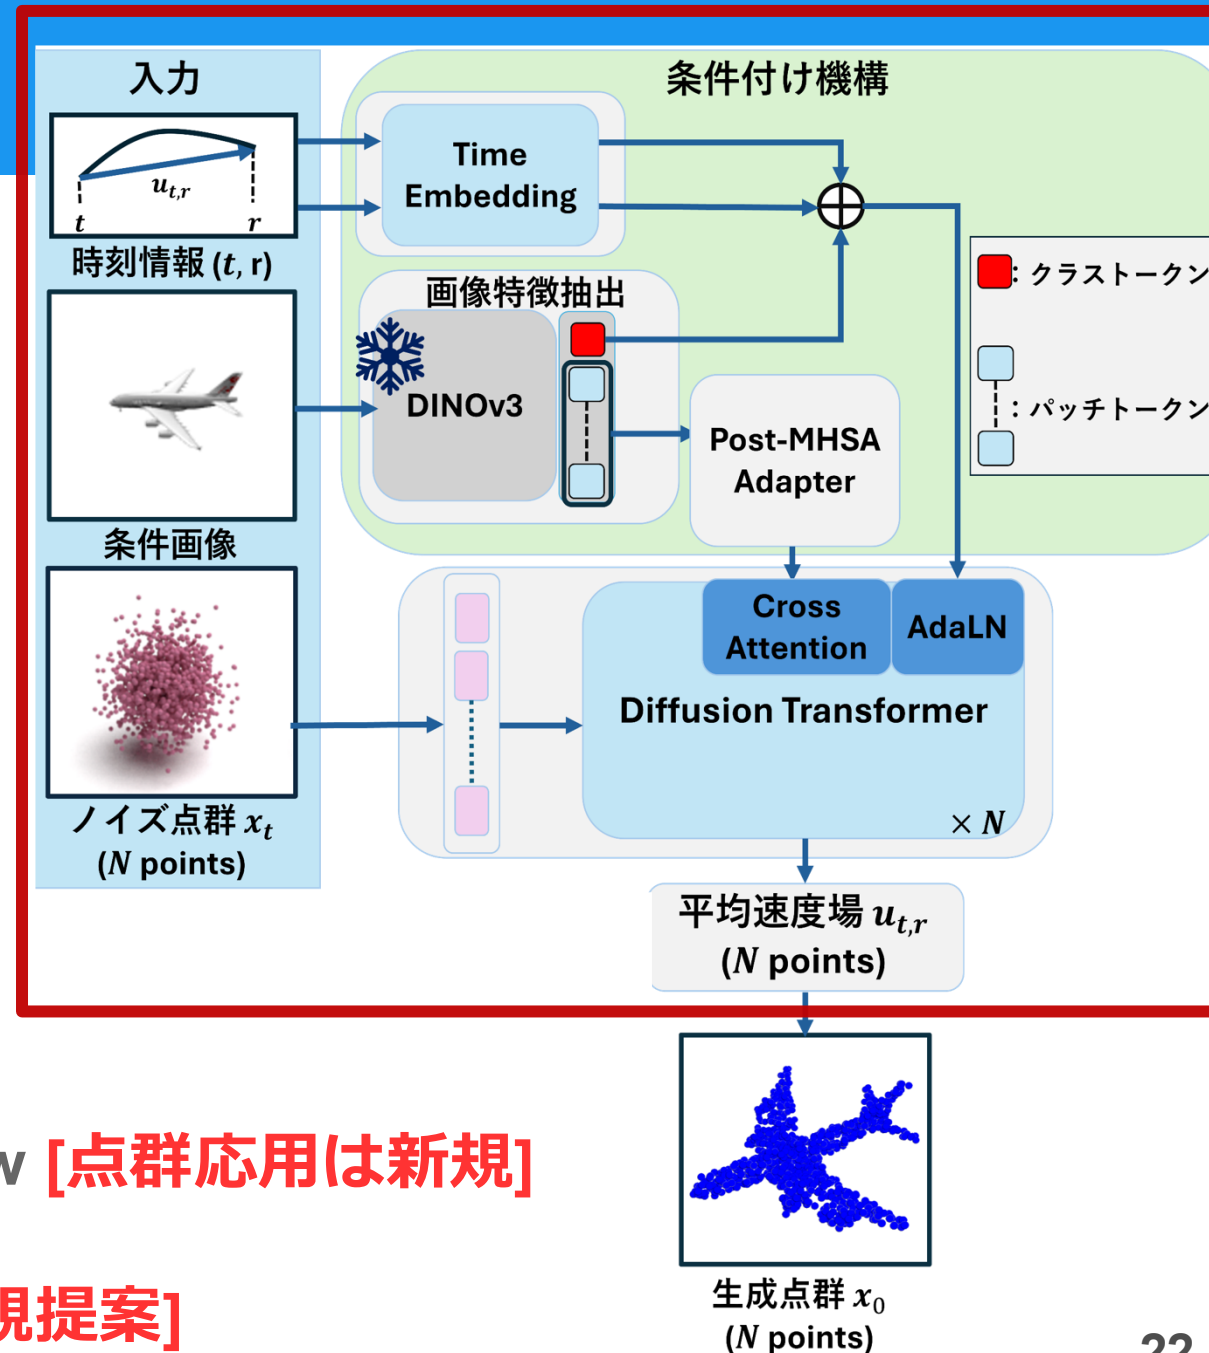 入力
条件付け機構
Time
Embedding
u_{t,r}
t
r
時刻情報 (t, r)
画像特徴抽出
DINOv3
: クラストークン
: パッチトークン
Post-MHSA
Adapter
条件画像
Cross
Attention
AdaLN
Diffusion Transformer
× N
ノイズ点群 x_t
(N points)
平均速度場 u_{t,r}
(N points)
w [点群応用は新規]
規提案]
生成点群 x_0
(N points)
22